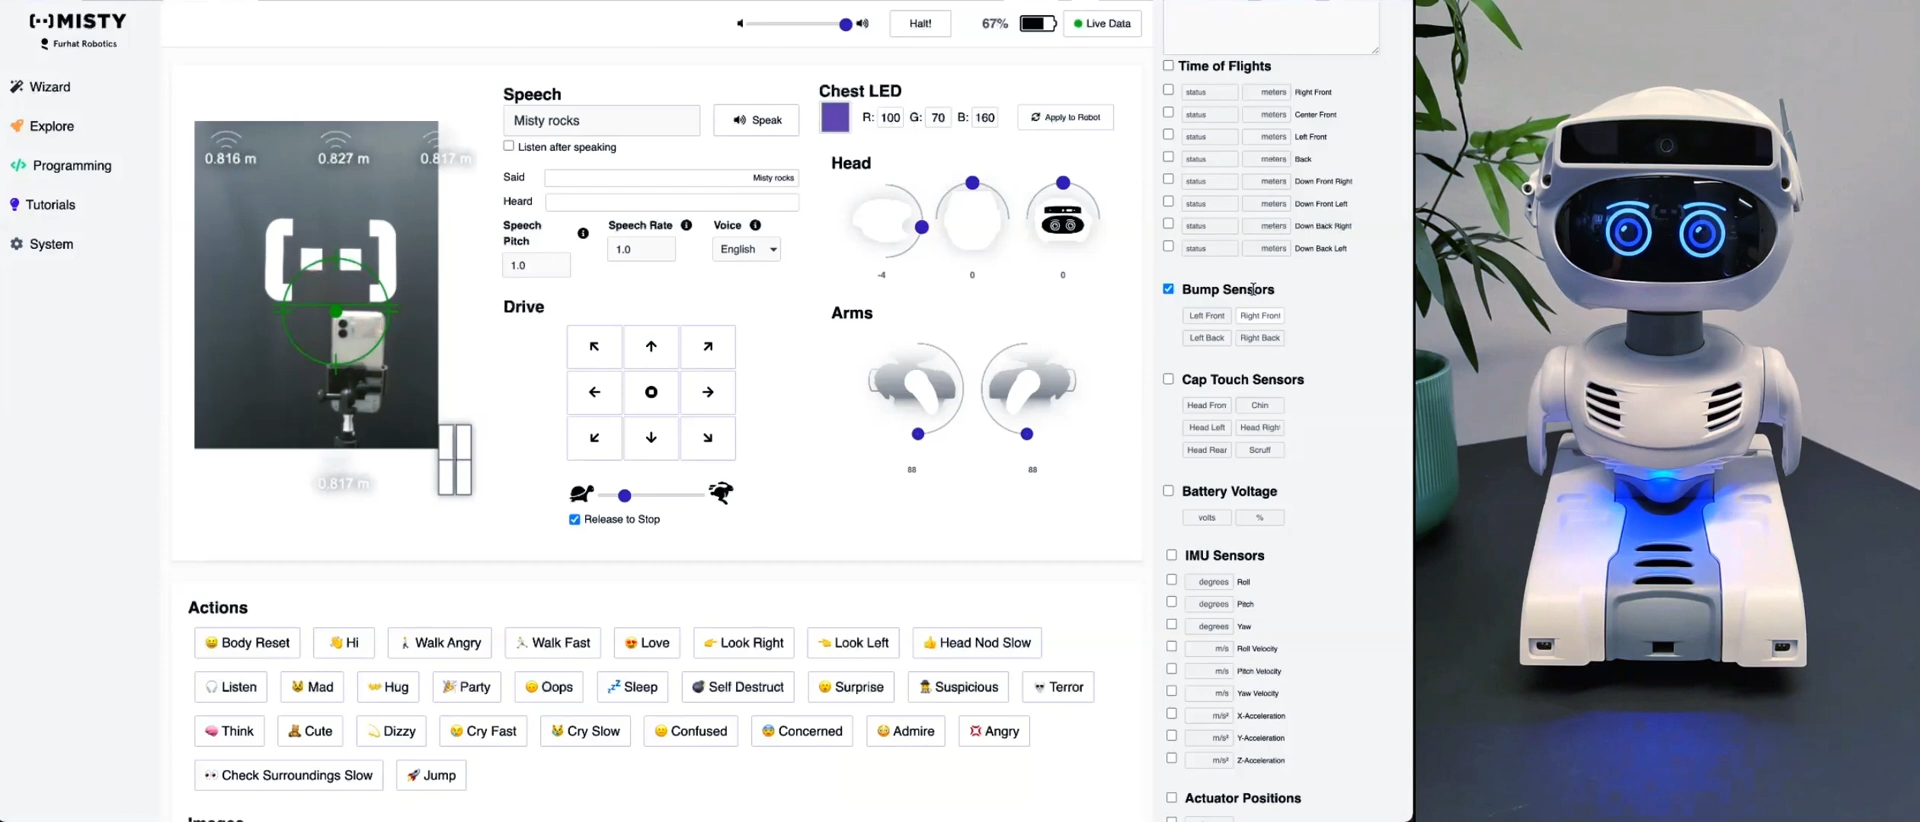 MISTY
Furhat Robotics
Wizard
Explore
Programming
Tutorials
System
Halt!
67%
Live Data
0.816 m
0.827 m
0.817 m
0.817 m
Speech
Misty rocks
Speak
Listen after speaking
Said
Misty rocks
Heard
Speech Pitch
1.0
Speech Rate
1.0
Voice
English
Drive
Release to Stop
Chest LED
R: 100 G: 70 B: 160
Apply to Robot
Head
-4
0
0
Arms
88
88
Actions
Body Reset
Hi
Walk Angry
Walk Fast
Love
Look Right
Look Left
Head Nod Slow
Listen
Mad
Hug
Party
Oops
Sleep
Self Destruct
Surprise
Suspicious
Terror
Think
Cute
Dizzy
Cry Fast
Cry Slow
Confused
Concerned
Admire
Angry
Check Surroundings Slow
Jump
Time of Flights
status meters Right Front
status meters Center Front
status meters Left Front
status meters Back
status meters Down Front Right
status meters Down Front Left
status meters Down Back Right
status meters Down Back Left
Bump Sensors
Left Front Right Front
Left Back Right Back
Cap Touch Sensors
Head Fron Chin
Head Left Head Righ
Head Rear Scruff
Battery Voltage
volts %
IMU Sensors
degrees Roll
degrees Pitch
degrees Yaw
m/s Roll Velocity
m/s Pitch Velocity
m/s Yaw Velocity
m/s² X-Acceleration
m/s² Y-Acceleration
m/s² Z-Acceleration
Actuator Positions